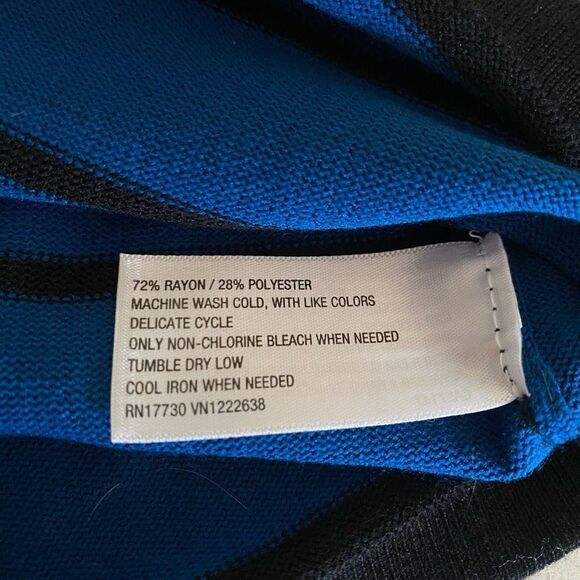 72% RAYON / 28% POLYESTER
MACHINE WASH COLD, WITH LIKE COLORS
DELICATE CYCLE
ONLY NON-CHLORINE BLEACH WHEN NEEDED
TUMBLE DRY LOW
COOL IRON WHEN NEEDED
RN17730 VN1222638